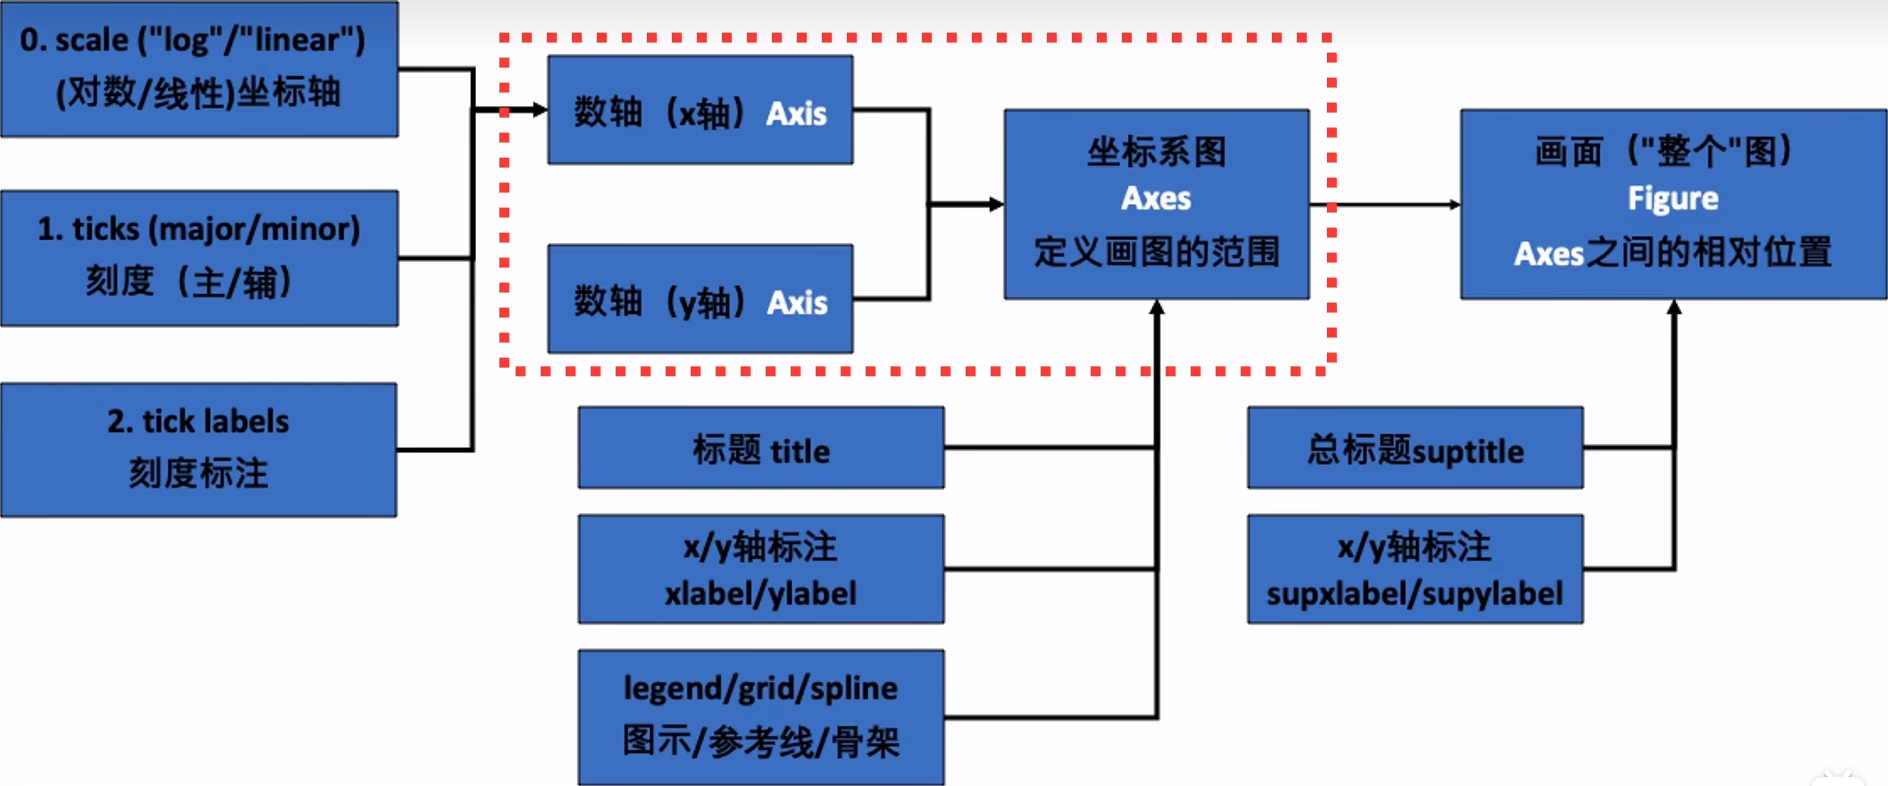 0. scale ("log"/"linear")
(对数/线性)坐标轴
1. ticks (major/minor)
刻度（主/辅）
2. tick labels
刻度标注
数轴（x轴）Axis
数轴（y轴）Axis
坐标系图
Axes
定义画图的范围
画面（"整个"图）
Figure
Axes之间的相对位置
标题 title
x/y轴标注
xlabel/ylabel
legend/grid/spline
图示/参考线/骨架
总标题suptitle
x/y轴标注
supxlabel/supylabel